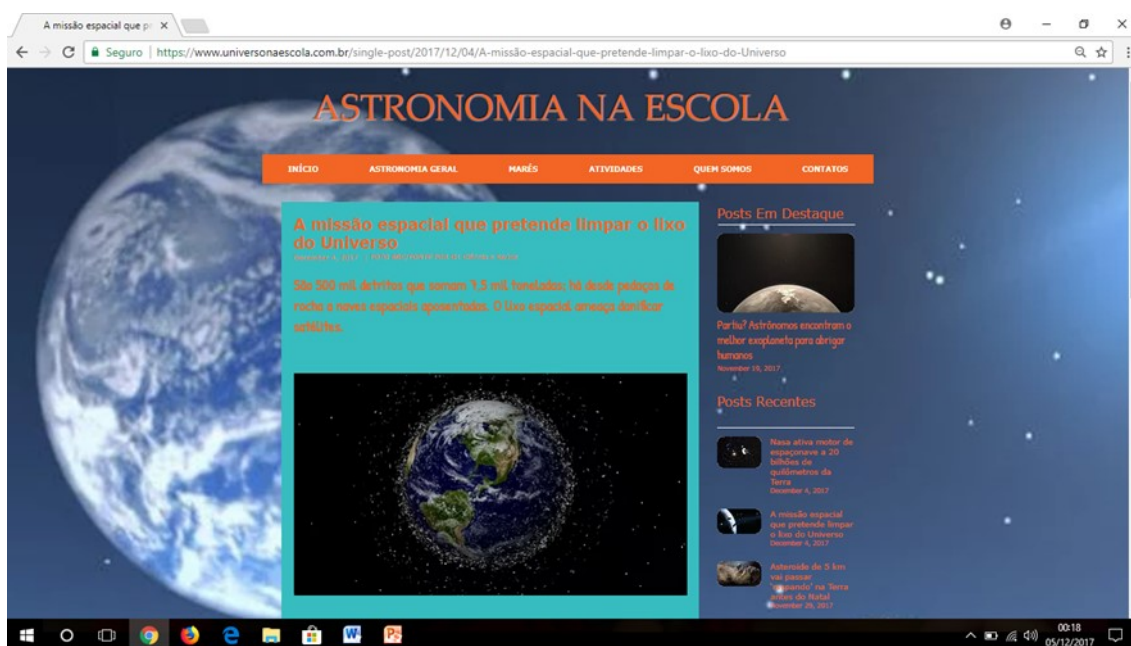 A missão espacial que p
Seguro | https://www.universonaescola.com.br/single-post/2017/12/04/A-missão-espacial-que-pretende-limpar-o-lixo-do-Universo
ASTRONOMIA NA ESCOLA
INÍCIO ASTRONOMIA GERAL MARÉS ATIVIDADES QUEM SOMOS CONTATOS
A missão espacial que pretende limpar o lixo
do Universo
December 4, 2017
São 500 mil detritos que somam 7,5 mil toneladas; há desde pedaços de
rocha a naves espaciais aposentadas. O lixo espacial ameaça danificar
satélites.
Posts Em Destaque
Partiu? Astrônomos encontram o
melhor exoplaneta para abrigar
humanos
November 19, 2017
Posts Recentes
Nasa ativa motor de
espaçonave a 20
bilhões de
quilômetros da
Terra
December 4, 2017
A missão espacial
que pretende limpar
o lixo do Universo
December 4, 2017
Asteroide de 5 km
vai passar
na Terra
antes do Natal
November 29, 2017
00:18
05/12/2017